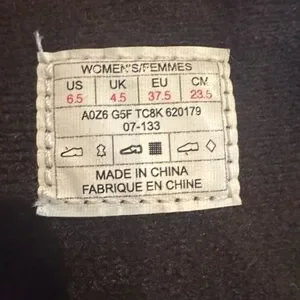 WOMEN'S/FEMMES
US UK EU CM
6.5 4.5 37.5 23.5
A0Z6 G5F TC8K 620179
07-133
MADE IN CHINA
FABRIQUE EN CHINE